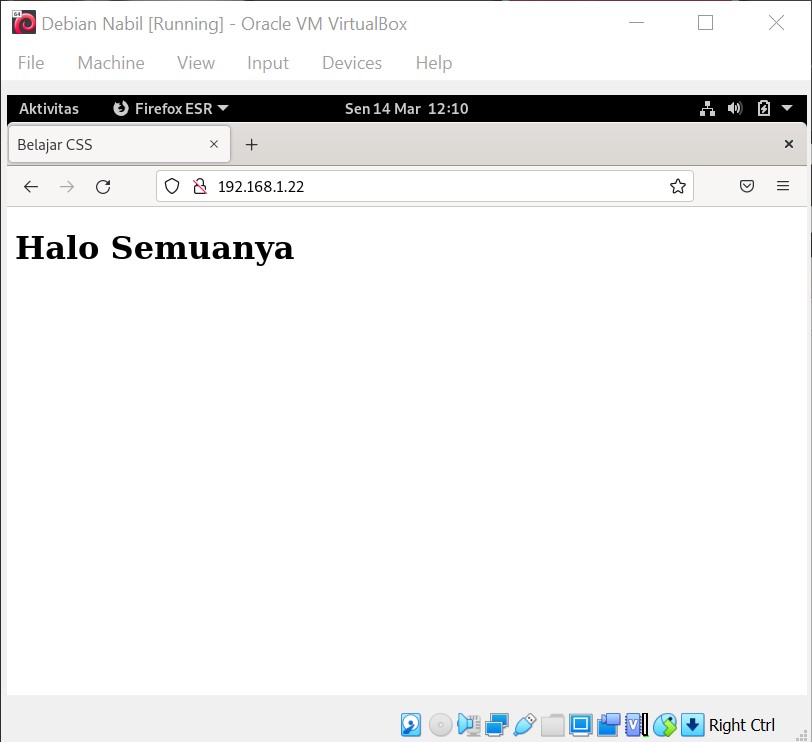 Debian Nabil [Running] - Oracle VM VirtualBox
File Machine View Input Devices Help
Aktivitas Firefox ESR Sen 14 Mar 12:10
Belajar CSS
192.168.1.22
Halo Semuanya
Right Ctrl